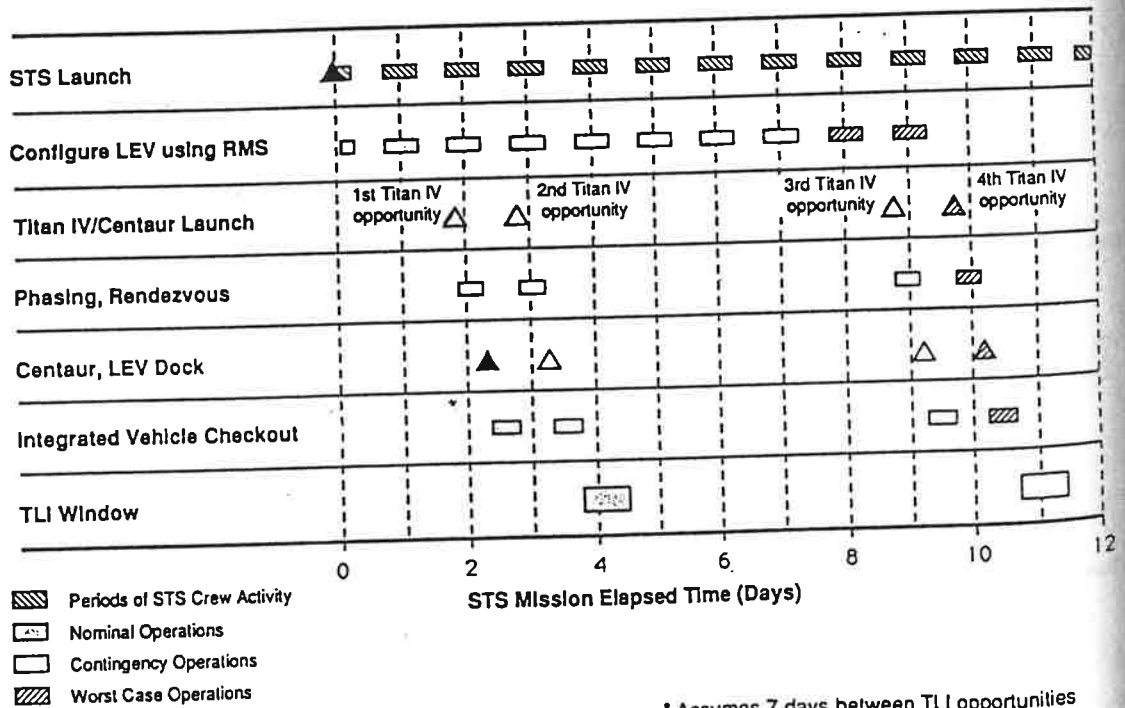 STS Launch
Configure LEV using RMS
1st Titan IV
opportunity
2nd Titan IV
opportunity
3rd Titan IV
opportunity
4th Titan IV
opportunity
Titan IV/Centaur Launch
Phasing, Rendezvous
Centaur, LEV Dock
Integrated Vehicle Checkout
TLI Window
0 2 4 6 8 10 12
STS Mission Elapsed Time (Days)
Periods of STS Crew Activity
Nominal Operations
Contingency Operations
Worst Case Operations
* Assumes 7 days between TLI opportunities